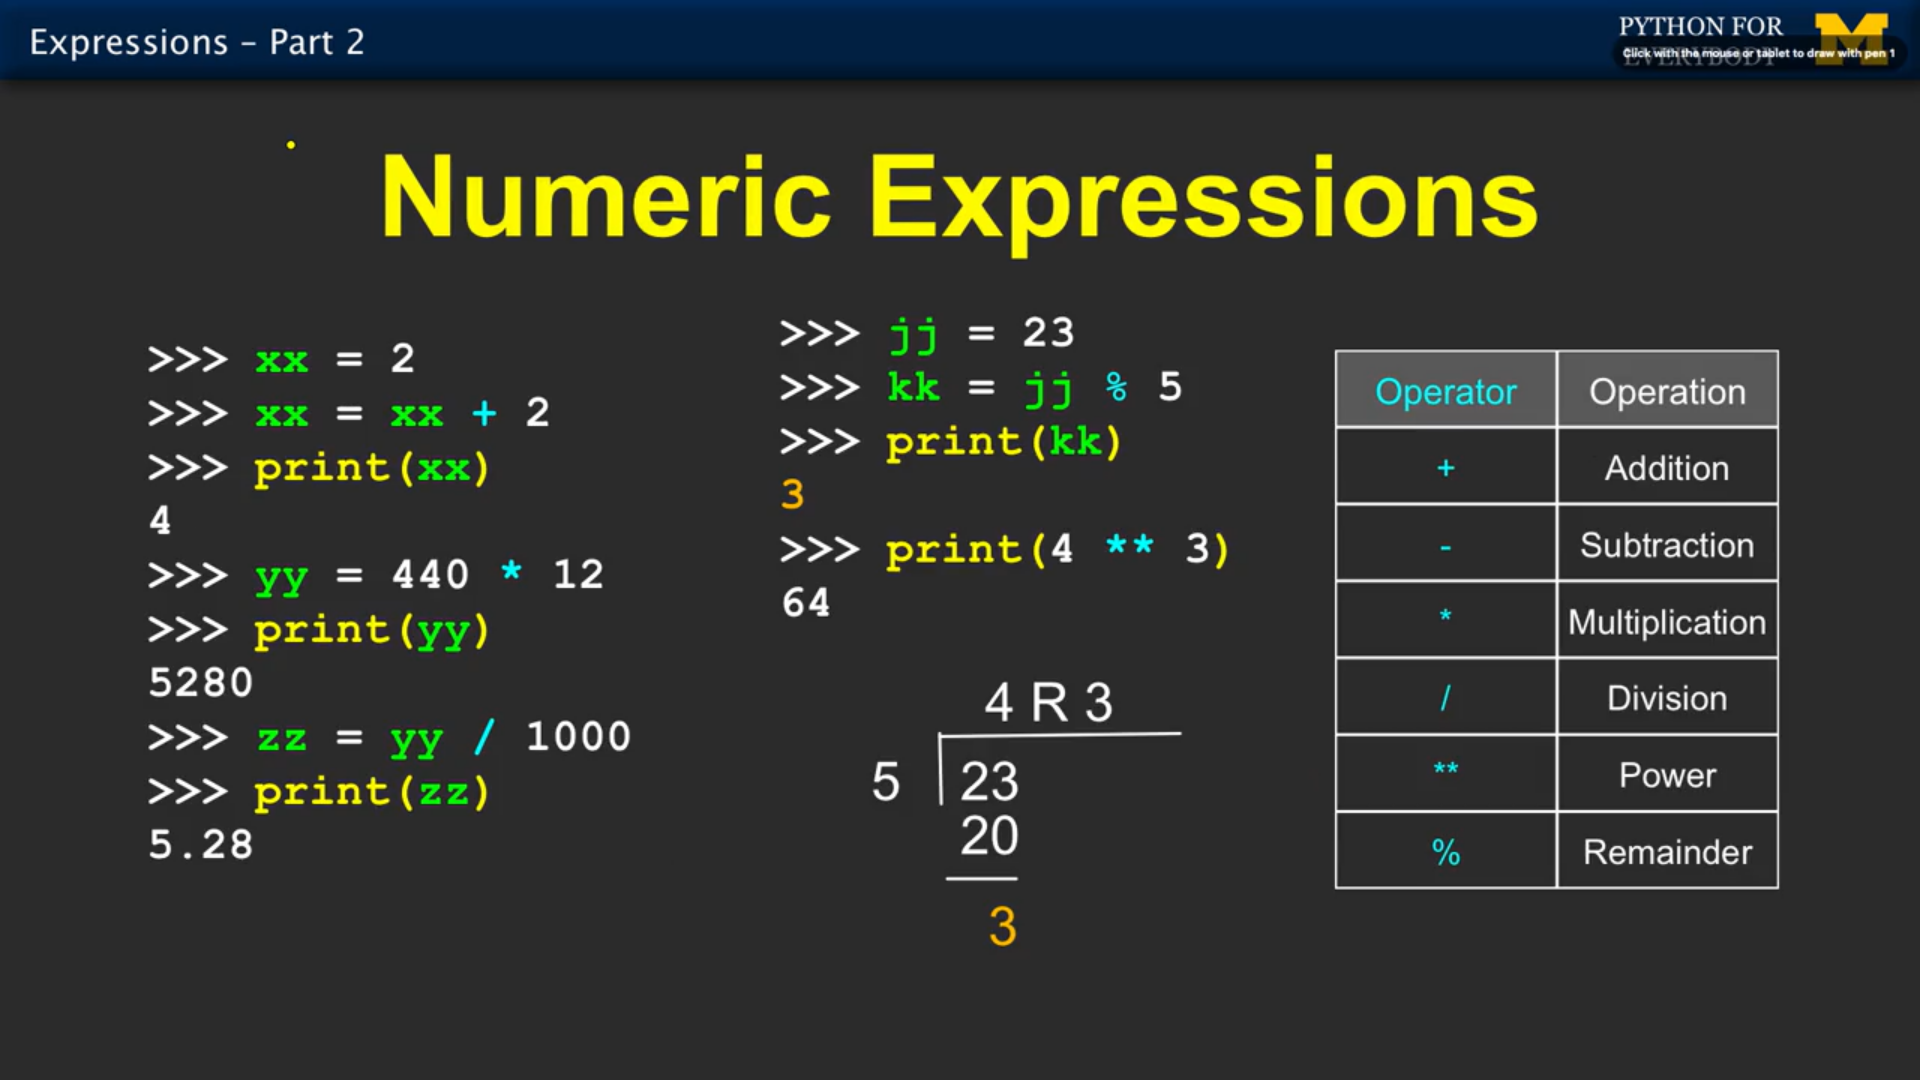 Expressions – Part 2
PYTHON FOR
EVERYBODY
Click with the mouse or tablet to draw with pen 1
Numeric Expressions
>>> xx = 2
>>> xx = xx + 2
>>> print(xx)
4
>>> yy = 440 * 12
>>> print(yy)
5280
>>> zz = yy / 1000
>>> print(zz)
5.28
>>> jj = 23
>>> kk = jj % 5
>>> print(kk)
3
>>> print(4 ** 3)
64
4 R 3
5 23
20
3
Operator Operation
+ Addition
- Subtraction
* Multiplication
/ Division
** Power
% Remainder